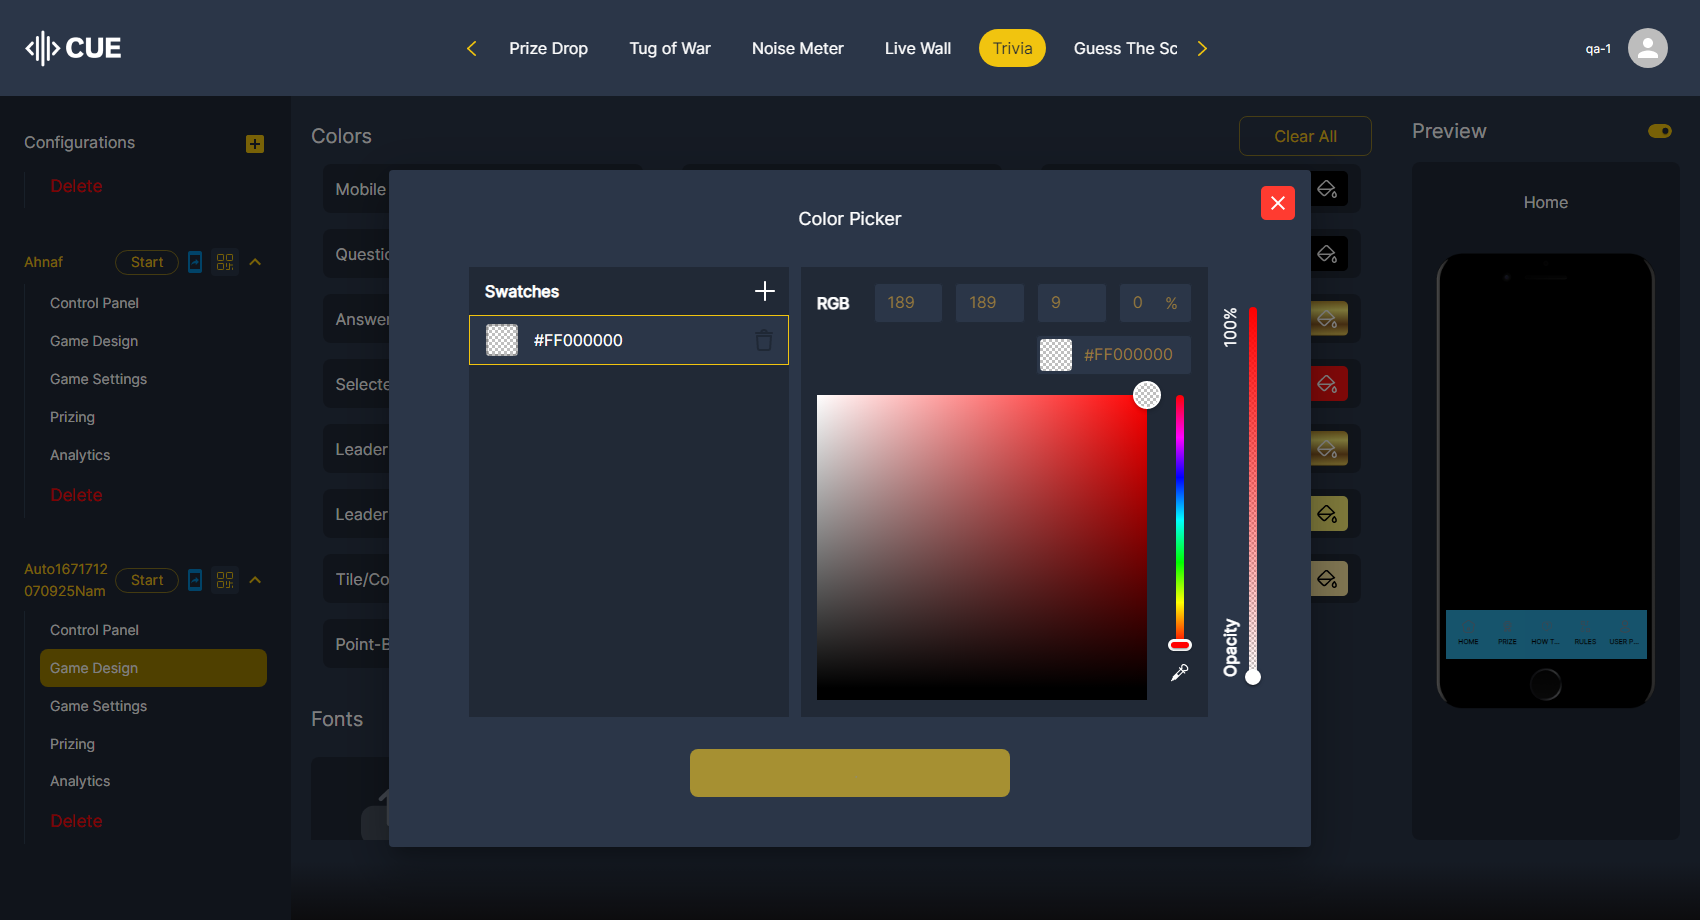 CUE
Prize Drop
Tug of War
Noise Meter
Live Wall
Trivia
Guess The Sc
qa-1
Configurations
Delete
Ahnaf
Start
Control Panel
Game Design
Game Settings
Prizing
Analytics
Delete
Auto1671712
070925Nam
Start
Control Panel
Game Design
Game Settings
Prizing
Analytics
Delete
Colors
Clear All
Mobile
Questio
Answer
Selecte
Leader
Leader
Tile/Co
Point-B
Fonts
Color Picker
Swatches
#FF000000
RGB
189
189
9
0 %
#FF000000
100%
Opacity
Preview
Home
HOME
PRIZE
HOW T...
RULES
USER P...